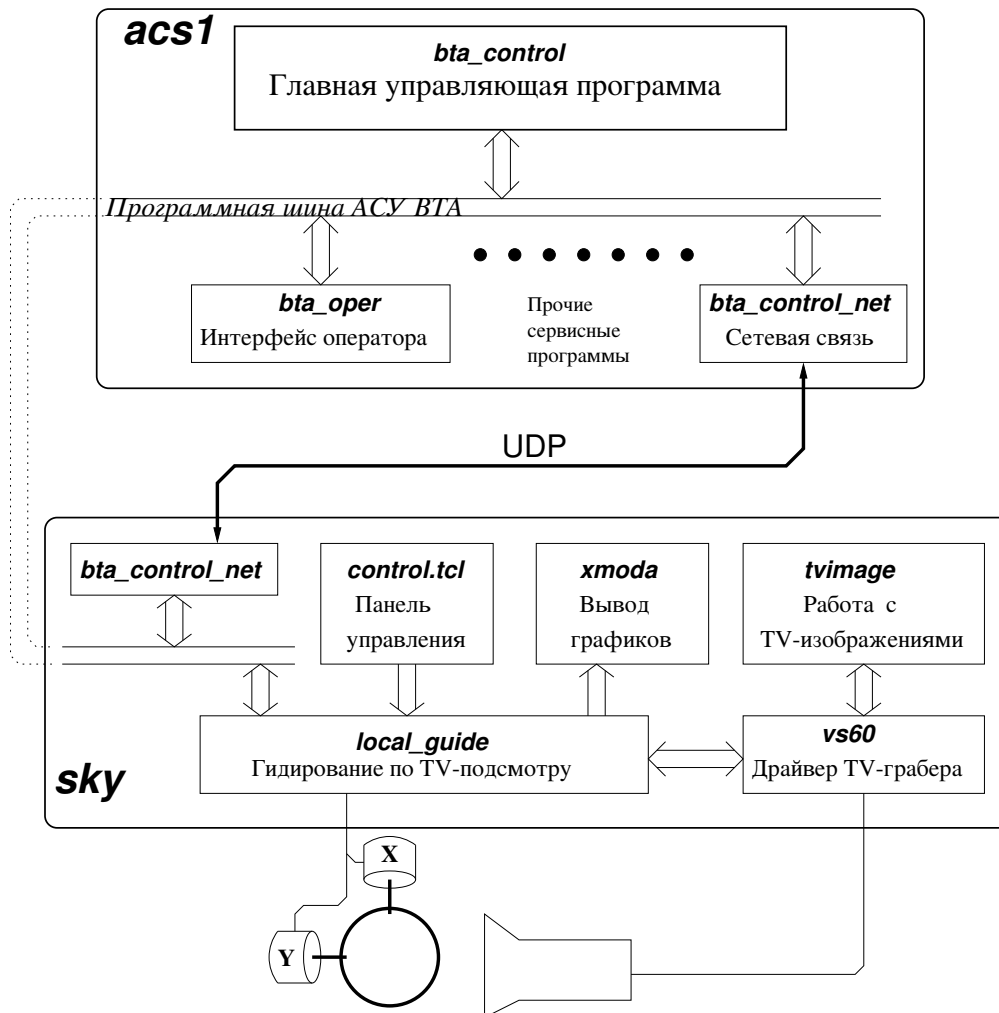 acs1
bta_control
Главная управляющая программа
Программная шина АСУ BTA
bta_oper
Интерфейс оператора
Прочие
сервисные
программы
bta_control_net
Сетевая связь
UDP
bta_control_net
control.tcl
Панель
управления
xmoda
Вывод
графиков
tvimage
Работа с
TV-изображениями
local_guide
Гидирование по TV-подсмотру
vs60
Драйвер TV-грабера
sky
X
Y